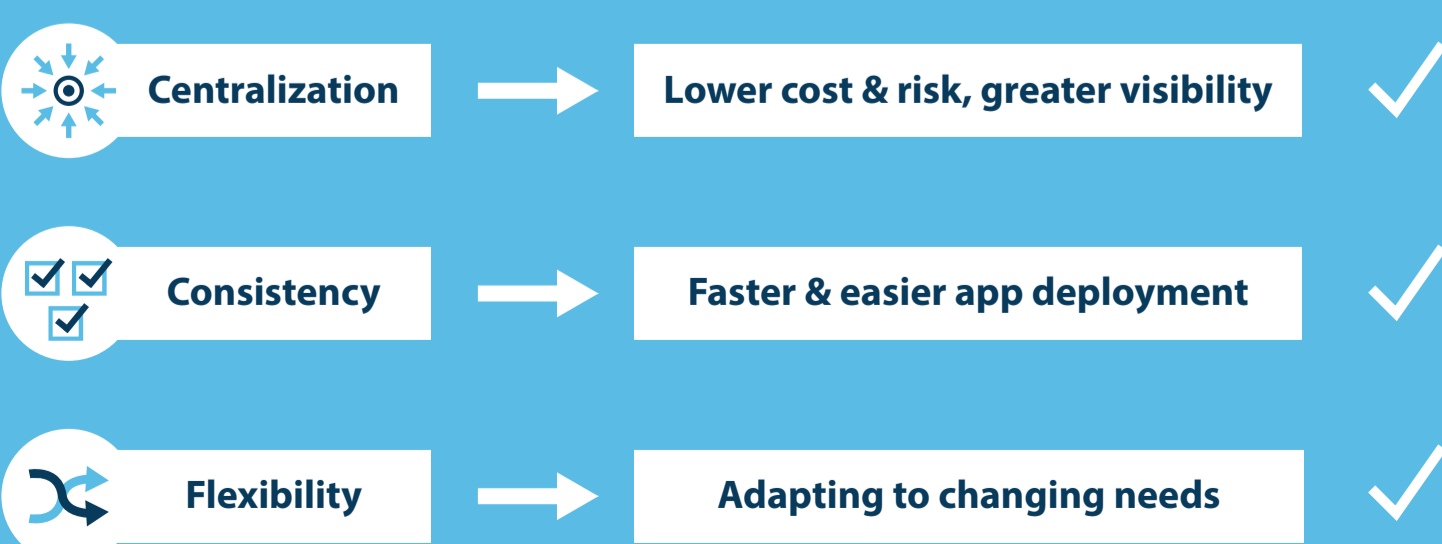 Centralization
Lower cost & risk, greater visibility
Consistency
Faster & easier app deployment
Flexibility
Adapting to changing needs